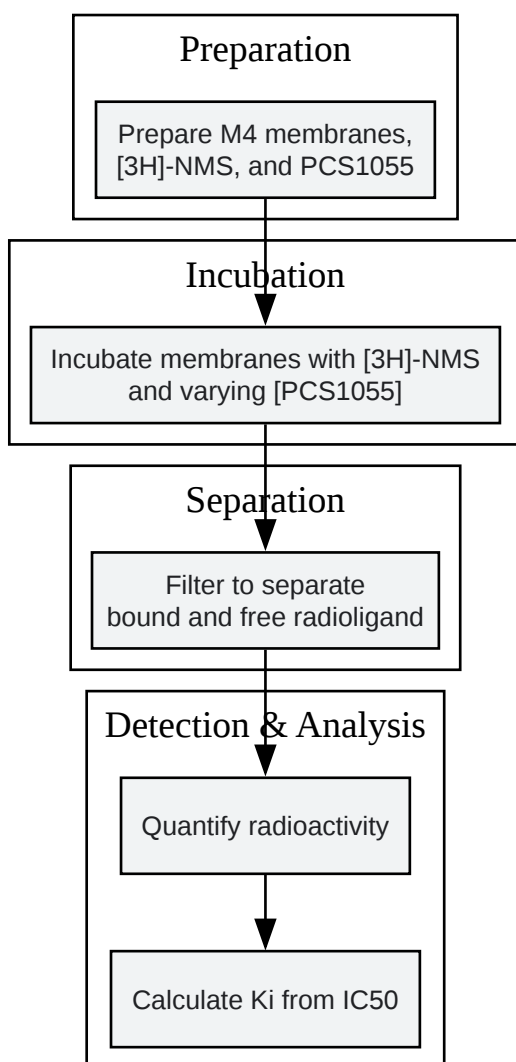 Preparation
Prepare M4 membranes,
[3H]-NMS, and PCS1055
Incubation
Incubate membranes with [3H]-NMS
and varying [PCS1055]
Separation
Filter to separate
bound and free radioligand
Detection & Analysis
Quantify radioactivity
Calculate Ki from IC50